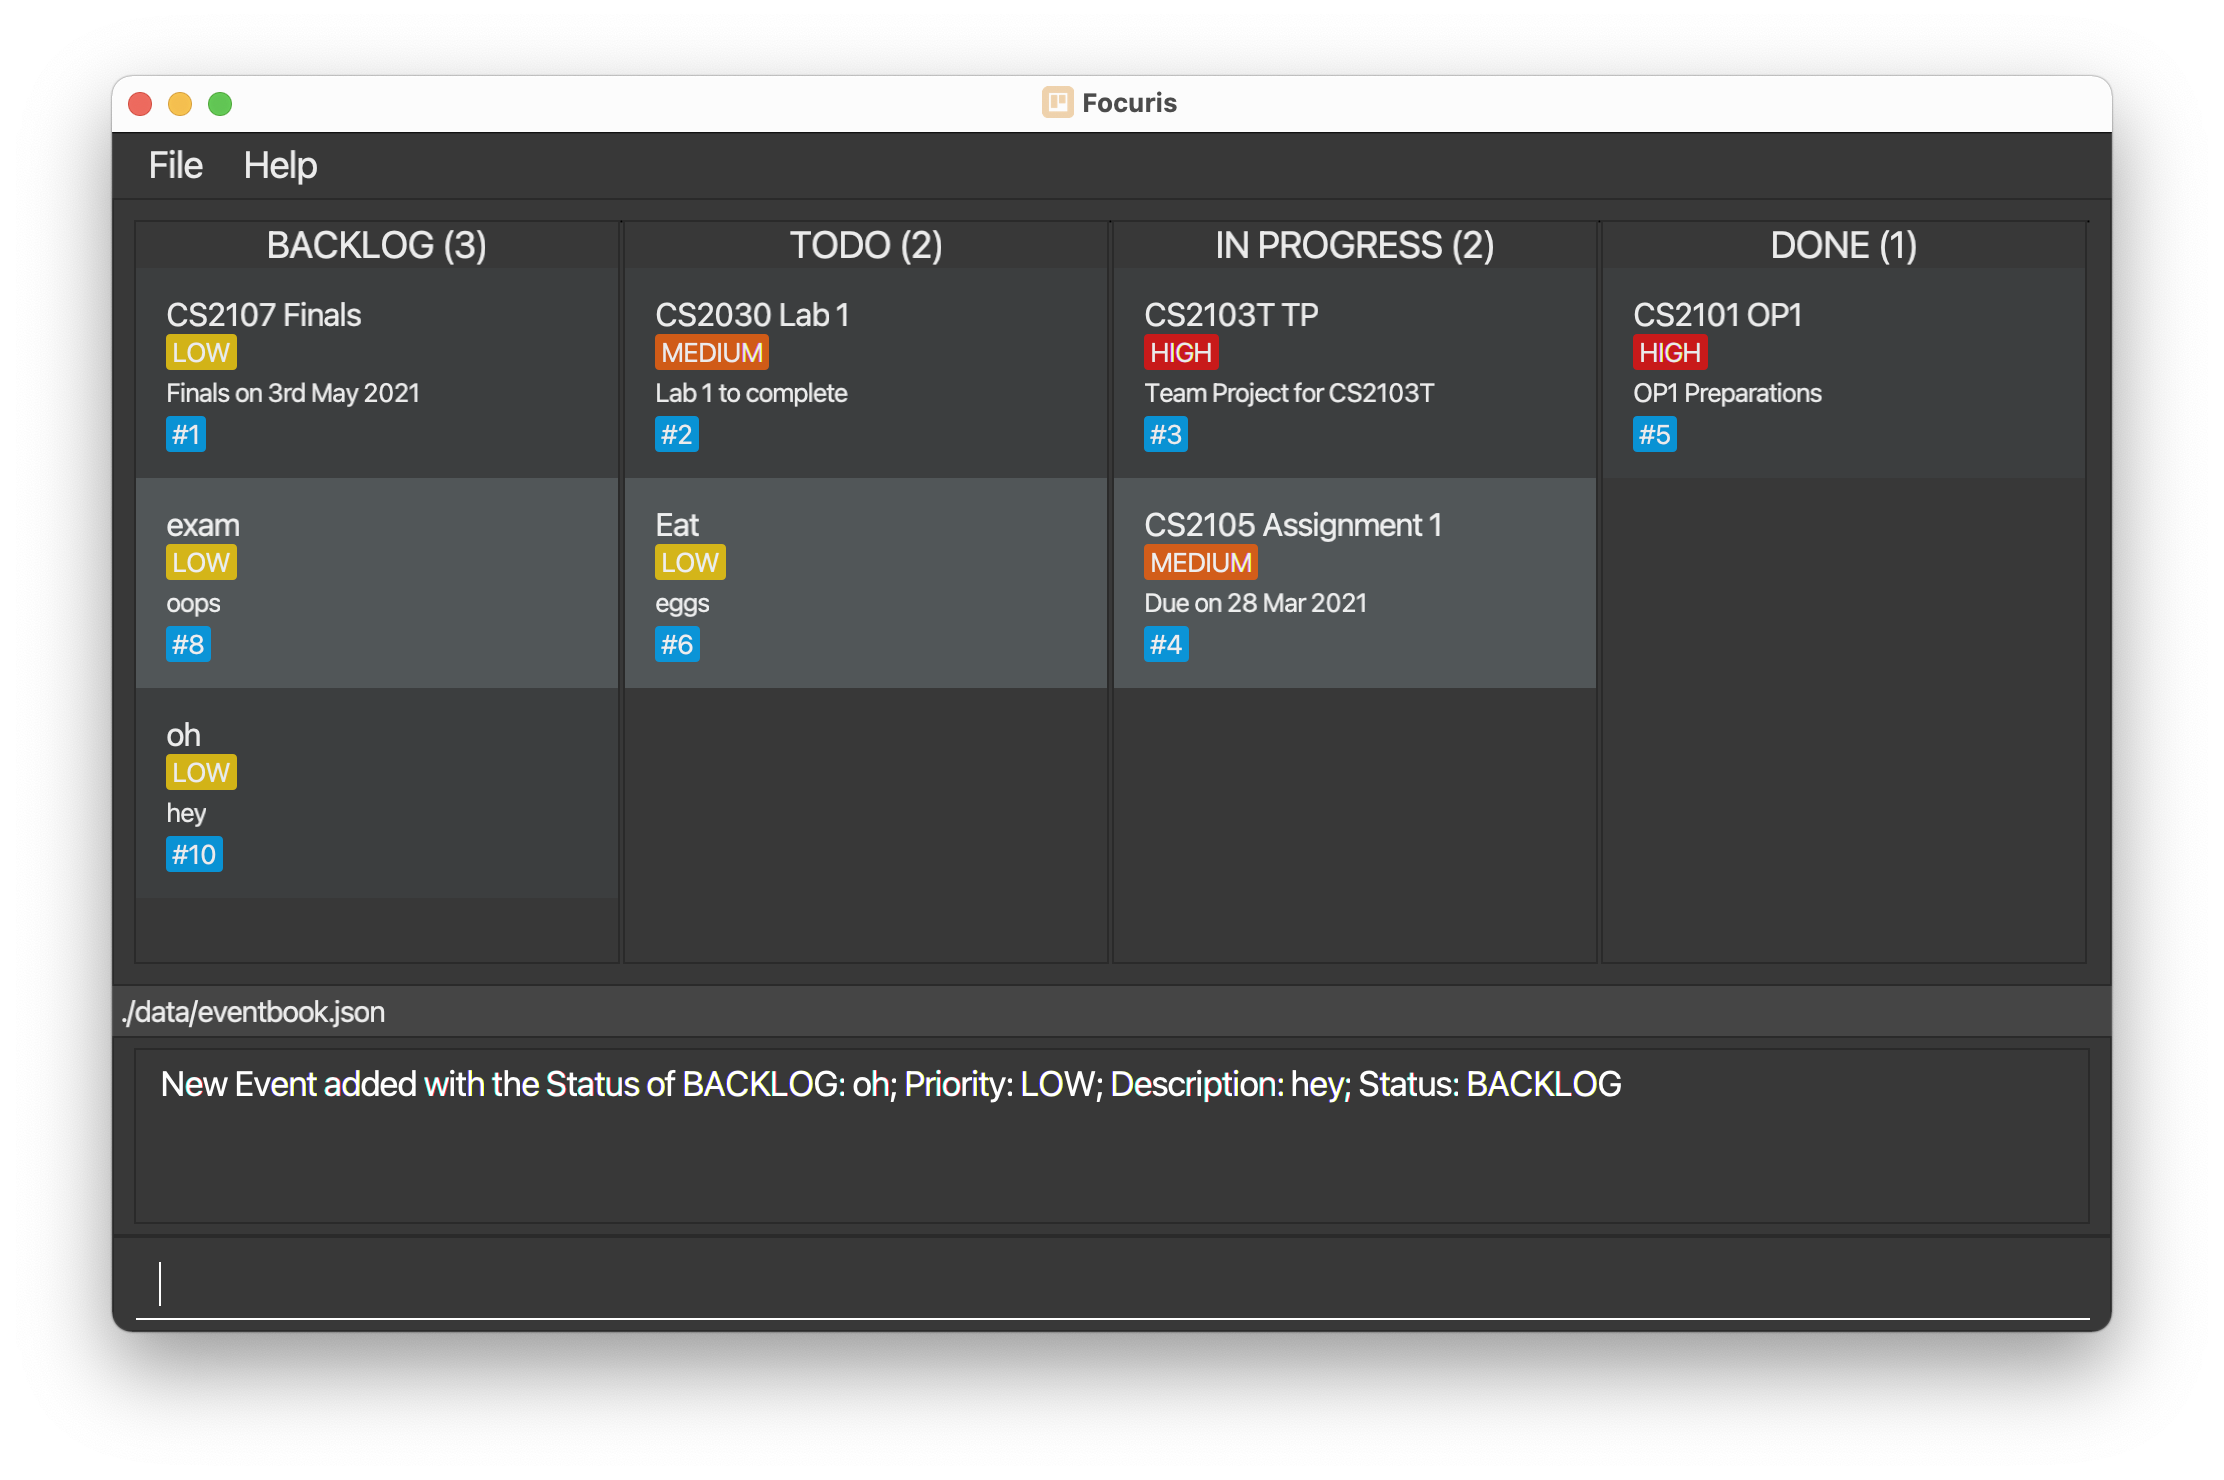 Focuris
File Help
BACKLOG (3)
CS2107 Finals
LOW
Finals on 3rd May 2021
#1
exam
LOW
oops
#8
oh
LOW
hey
#10
TODO (2)
CS2030 Lab 1
MEDIUM
Lab 1 to complete
#2
Eat
LOW
eggs
#6
IN PROGRESS (2)
CS2103T TP
HIGH
Team Project for CS2103T
#3
CS2105 Assignment 1
MEDIUM
Due on 28 Mar 2021
#4
DONE (1)
CS2101 OP1
HIGH
OP1 Preparations
#5
./data/eventbook.json
New Event added with the Status of BACKLOG: oh; Priority: LOW; Description: hey; Status: BACKLOG